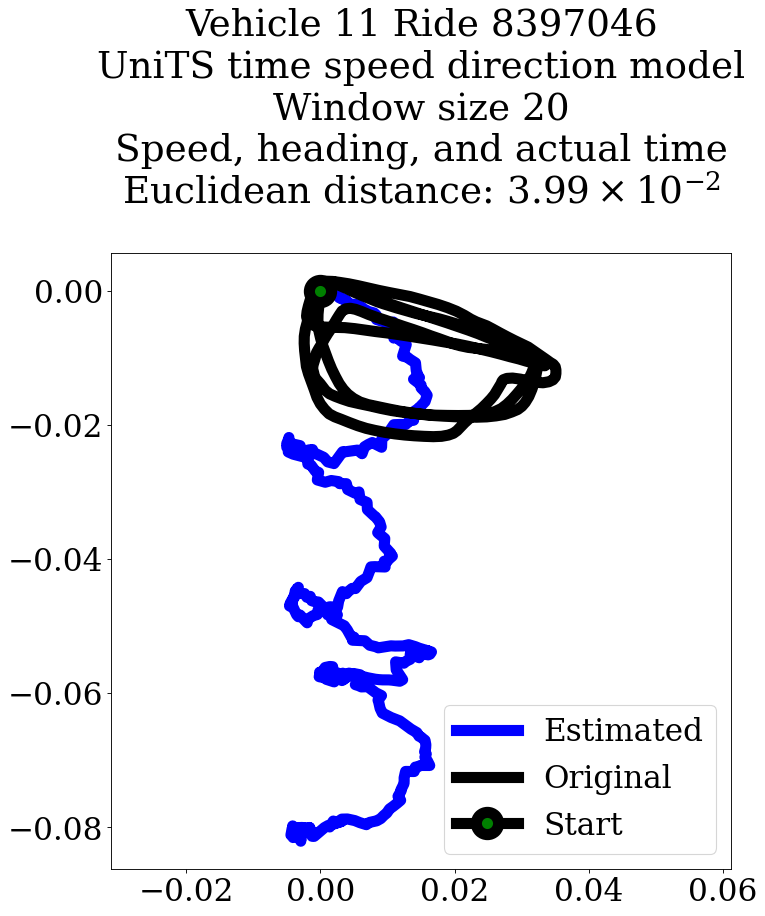 Vehicle 11 Ride 8397046
UniTS time speed direction model
Window size 20
Speed, heading, and actual time
Euclidean distance: 3.99 × 10⁻²
0.00
−0.02
−0.04
−0.06
−0.08
Estimated
Original
Start
−0.02 0.00 0.02 0.04 0.06